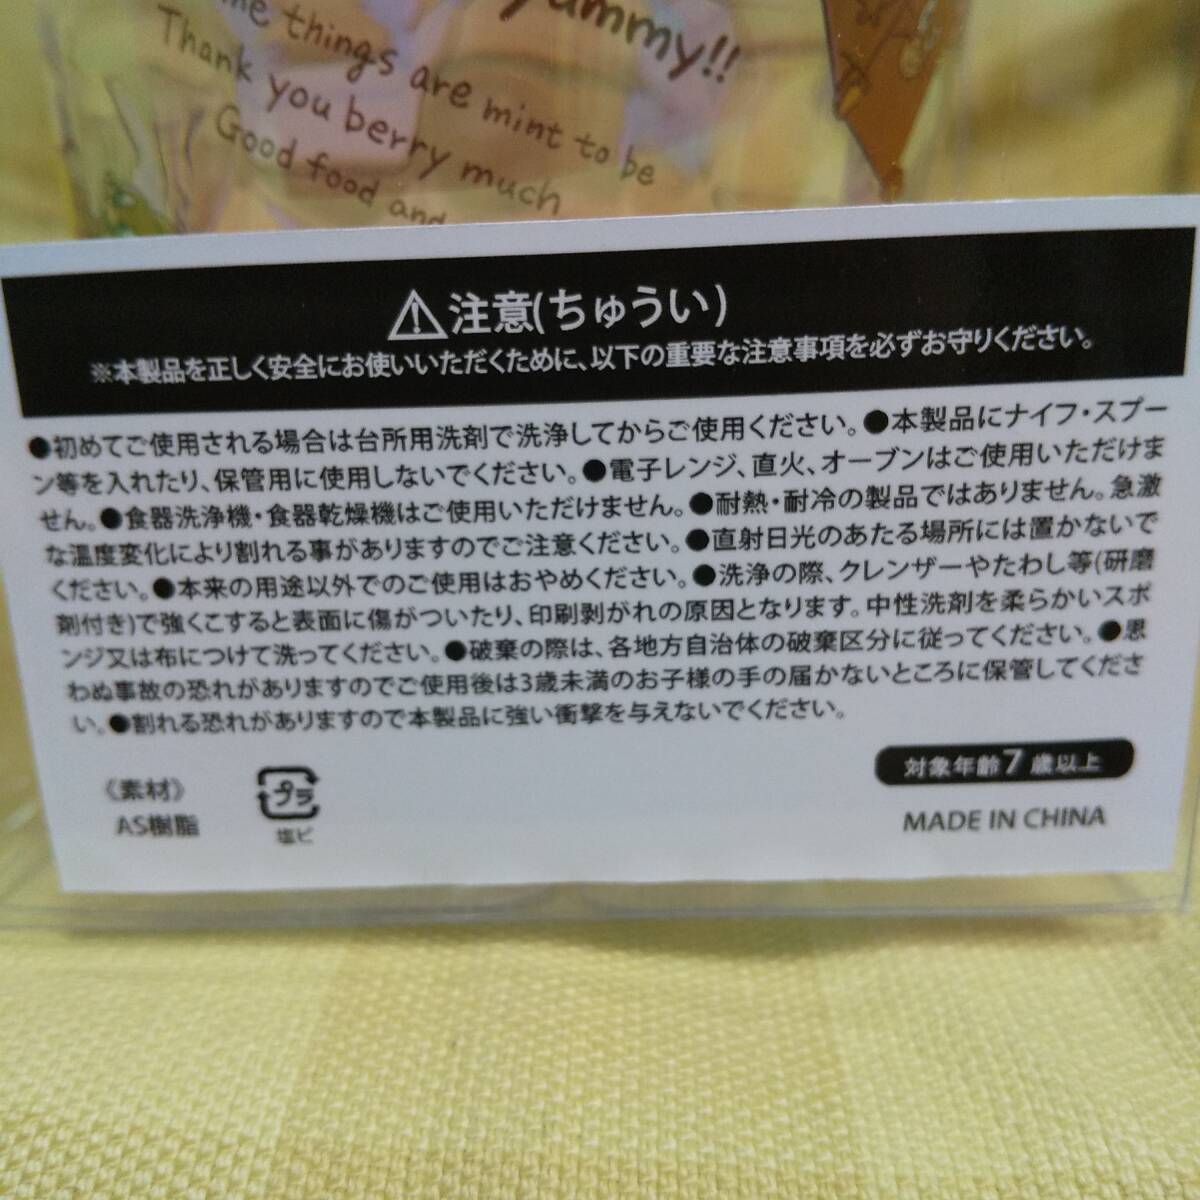 yummy!!
me things are mint to be
Thank you berry much
Good food and
⚠注意(ちゅうい)
※本製品を正しく安全にお使いいただくために、以下の重要な注意事項を必ずお守りください。
●初めてご使用される場合は台所用洗剤で洗浄してからご使用ください。●本製品にナイフ・スプー
ン等を入れたり、保管用に使用しないでください。●電子レンジ、直火、オーブンはご使用いただけま
せん。●食器洗浄機・食器乾燥機はご使用いただけません。●耐熱・耐冷の製品ではありません。急激
な温度変化により割れる事がありますのでご注意ください。●直射日光のあたる場所には置かないで
ください。●本来の用途以外でのご使用はおやめください。●洗浄の際、クレンザーやたわし等(研磨
剤付き)で強くこすると表面に傷がついたり、印刷剥がれの原因となります。中性洗剤を柔らかいスポ
ンジ又は布につけて洗ってください。●破棄の際は、各地方自治体の破棄区分に従ってください。●思
わぬ事故の恐れがありますのでご使用後は3歳未満のお子様の手の届かないところに保管してくださ
い。●割れる恐れがありますので本製品に強い衝撃を与えないでください。
対象年齢7歳以上
《素材》
AS樹脂
プラ
塩ビ
MADE IN CHINA